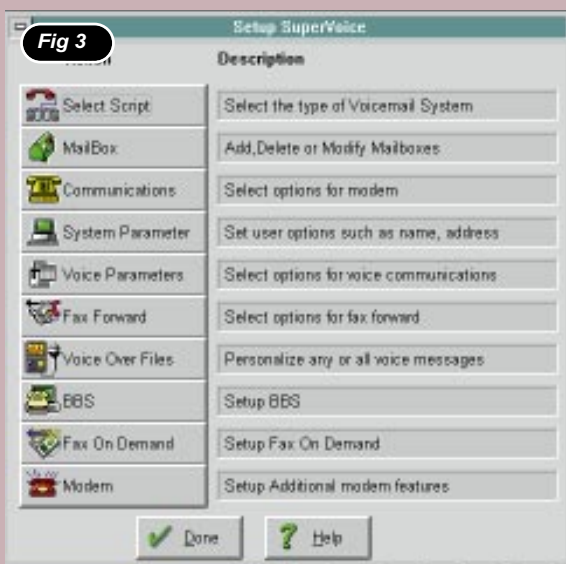 Setup SuperVoice
Fig 3
Description
Select Script
Select the type of Voicemail System
MailBox
Add,Delete or Modify Mailboxes
Communications
Select options for modem
System Parameter
Set user options such as name, address
Voice Parameters
Select options for voice communications
Fax Forward
Select options for fax forward
Voice Over Files
Personalize any or all voice messages
BBS
Setup BBS
Fax On Demand
Setup Fax On Demand
Modem
Setup Additional modem features
Done
Help